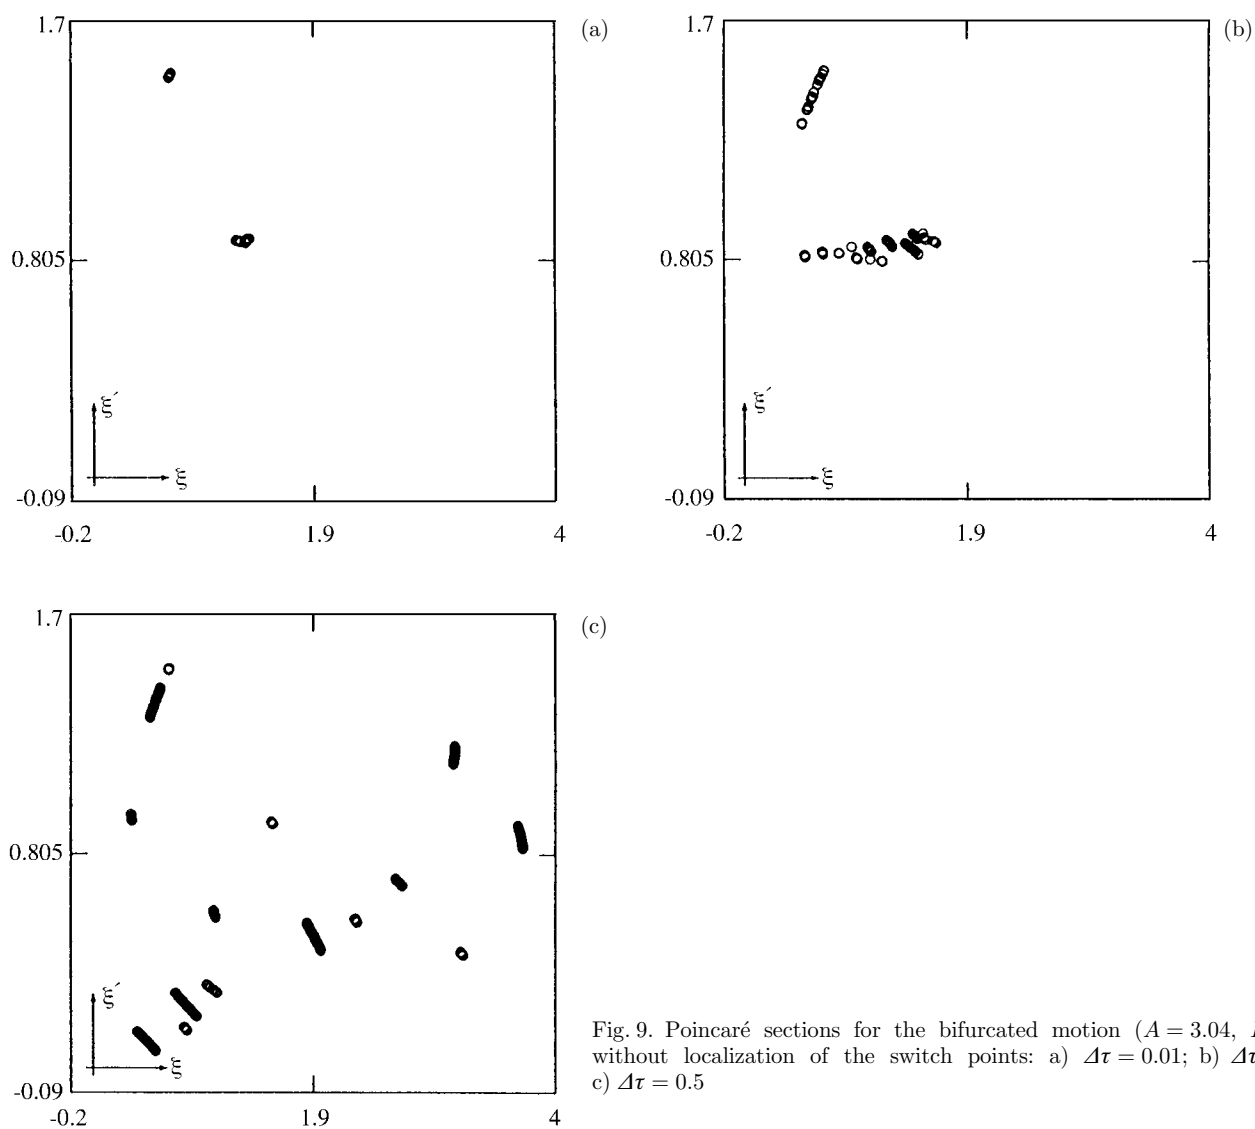 1.7
(a)
0.805
ξ´
ξ
-0.09
-0.2 1.9 4
1.7
(b)
0.805
ξ´
ξ
-0.09
-0.2 1.9 4
1.7
(c)
0.805
ξ´
ξ
-0.09
-0.2 1.9 4
Fig. 9. Poincaré sections for the bifurcated motion (A = 3.04,
without localization of the switch points: a) Δτ = 0.01; b) Δτ
c) Δτ = 0.5